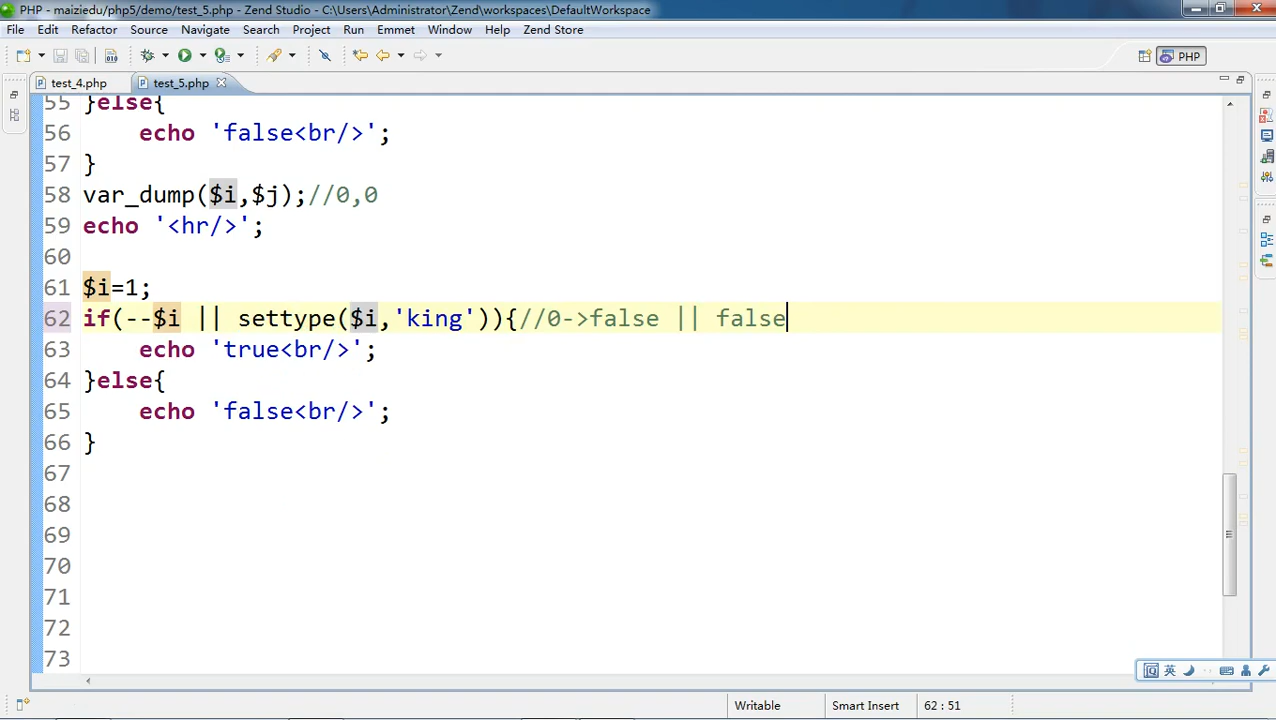 PHP - maiziedu/php5/demo/test_5.php - Zend Studio - C:\Users\Administrator\Zend\workspaces\DefaultWorkspace
File Edit Refactor Source Navigate Search Project Run Emmet Window Help Zend Store
PHP
test_4.php test_5.php
55 }else{
56 echo 'false<br/>';
57 }
58 var_dump($i,$j);//0,0
59 echo '<hr/>';
60
61 $i=1;
62 if(--$i || settype($i,'king')){//0->false || false
63 echo 'true<br/>';
64 }else{
65 echo 'false<br/>';
66 }
67
68
69
70
71
72
73
英
Writable Smart Insert 62 : 51